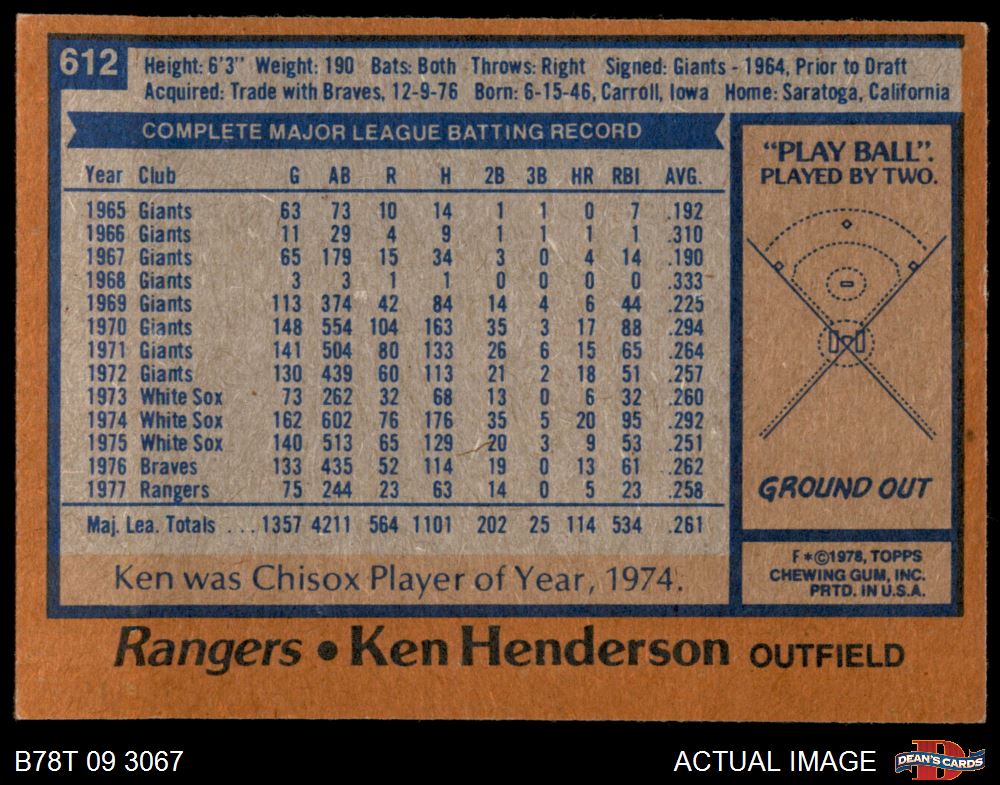 612
Height: 6'3" Weight: 190 Bats: Both Throws: Right Signed: Giants - 1964, Prior to Draft
Acquired: Trade with Braves, 12-9-76 Born: 6-15-46, Carroll, Iowa Home: Saratoga, California
COMPLETE MAJOR LEAGUE BATTING RECORD
Year Club G AB R H 2B 3B HR RBI AVG.
1965 Giants 63 73 10 14 1 1 0 7 .192
1966 Giants 11 29 4 9 1 1 1 1 .310
1967 Giants 65 179 15 34 3 0 4 14 .190
1968 Giants 3 3 1 1 0 0 0 0 .333
1969 Giants 113 374 42 84 14 4 6 44 .225
1970 Giants 148 554 104 163 35 3 17 88 .294
1971 Giants 141 504 80 133 26 6 15 65 .264
1972 Giants 130 439 60 113 21 2 18 51 .257
1973 White Sox 73 262 32 68 13 0 6 32 .260
1974 White Sox 162 602 76 176 35 5 20 95 .292
1975 White Sox 140 513 65 129 20 3 9 53 .251
1976 Braves 133 435 52 114 19 0 13 61 .262
1977 Rangers 75 244 23 63 14 0 5 23 .258
Maj. Lea. Totals ... 1357 4211 564 1101 202 25 114 534 .261
Ken was Chisox Player of Year, 1974.
"PLAY BALL".
PLAYED BY TWO.
GROUND OUT
F*©1978, TOPPS
CHEWING GUM, INC.
PRTD. IN U.S.A.
Rangers • Ken Henderson OUTFIELD
B78T 09 3067
ACTUAL IMAGE
DEAN'S CARDS